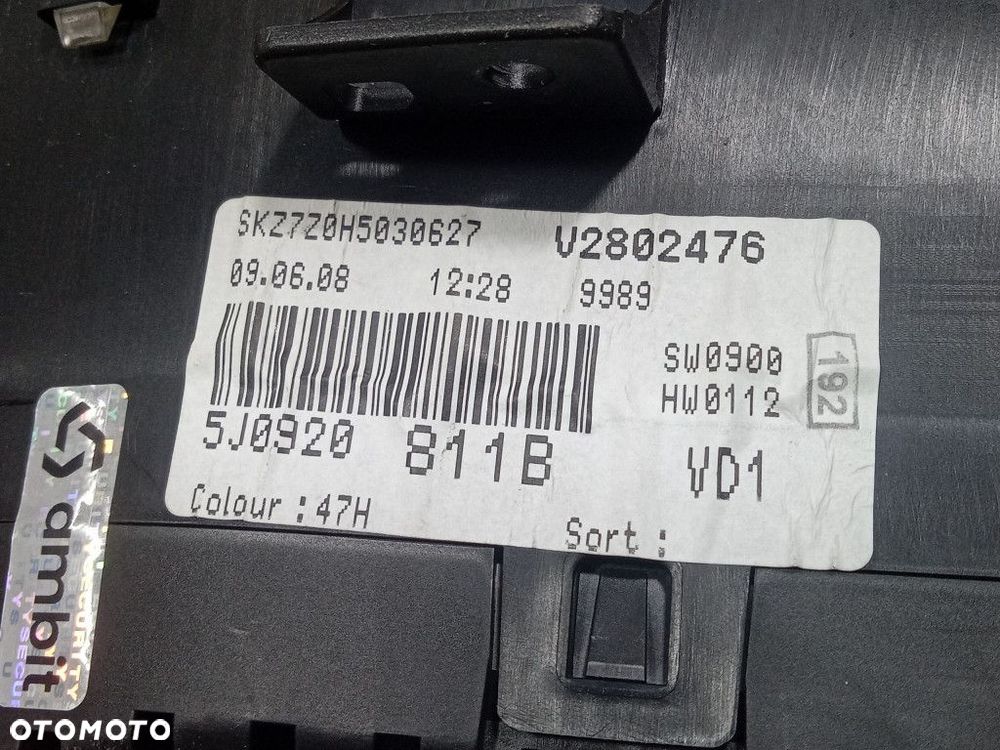 SKZ7Z0H5030627 V2802476
09.06.08 12:28 9989
SW0900
HW0112
192
5J0920 811B VD1
Colour : 47H Sort :
ambit
SECURITY
OTOMOTO